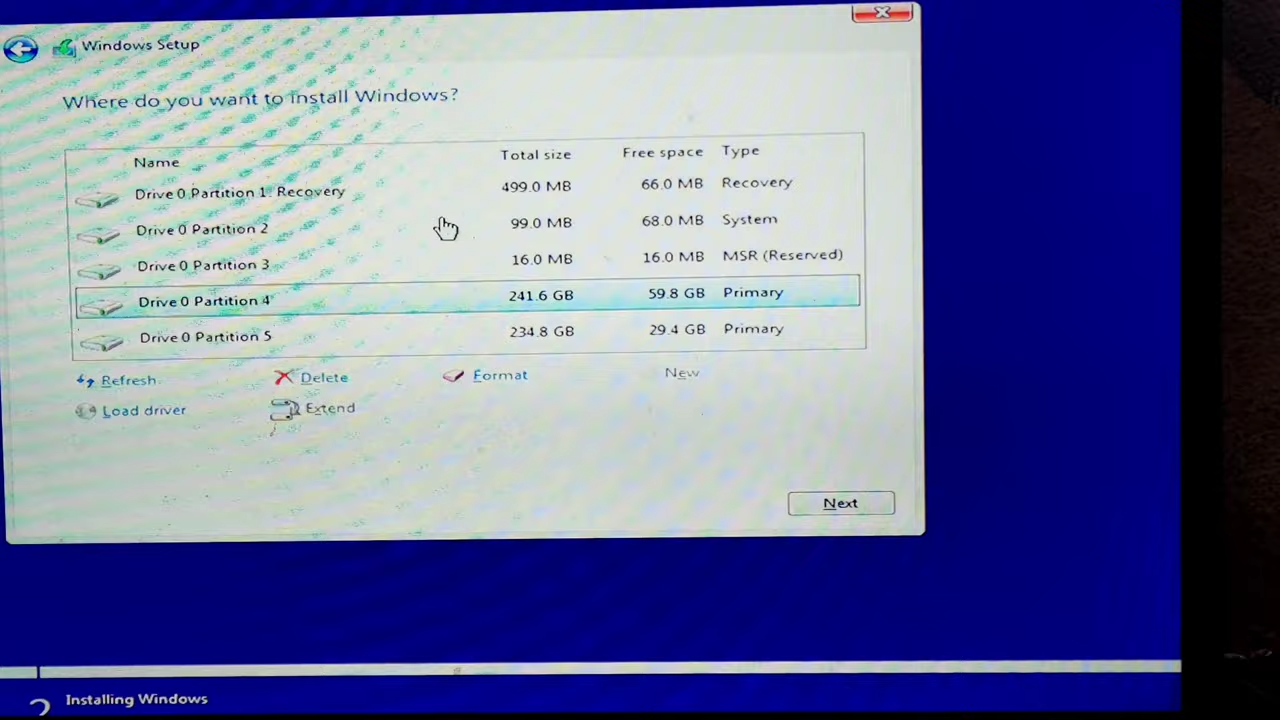 Windows Setup
Where do you want to install Windows?
Name Total size Free space Type
Drive 0 Partition 1: Recovery 499.0 MB 66.0 MB Recovery
Drive 0 Partition 2 99.0 MB 68.0 MB System
Drive 0 Partition 3 16.0 MB 16.0 MB MSR (Reserved)
Drive 0 Partition 4 241.6 GB 59.8 GB Primary
Drive 0 Partition 5 234.8 GB 29.4 GB Primary
Refresh Delete Format New
Load driver Extend
Next
2 Installing Windows